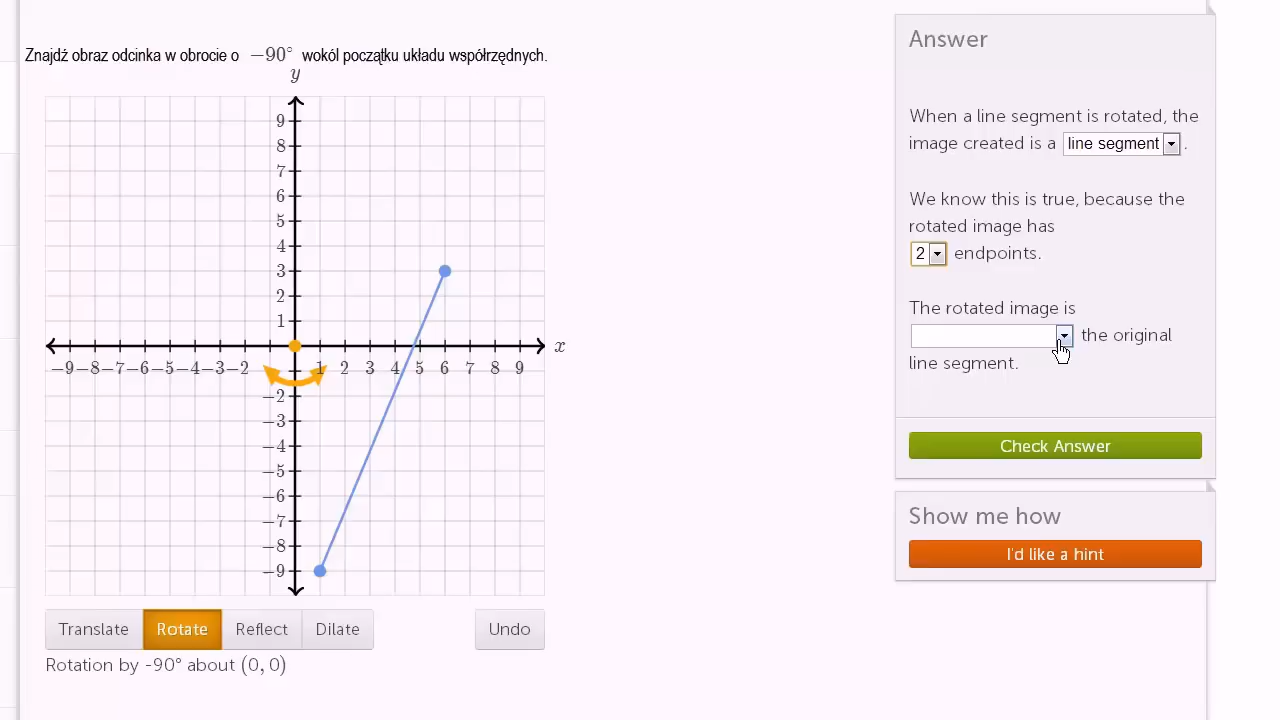 Znajdź obraz odcinka w obrocie o −90° wokól początku układu współrzędnych.
y
9
8
7
6
5
4
3
2
1
x
−9 −8 −7 −6 −5 −4 −3 −2 1 2 3 4 5 6 7 8 9
−2
−3
−4
−5
−6
−7
−8
−9
Translate Rotate Reflect Dilate Undo
Rotation by -90° about (0, 0)
Answer
When a line segment is rotated, the
image created is a line segment .
We know this is true, because the
rotated image has
2 endpoints.
The rotated image is
the original
line segment.
Check Answer
Show me how
I'd like a hint